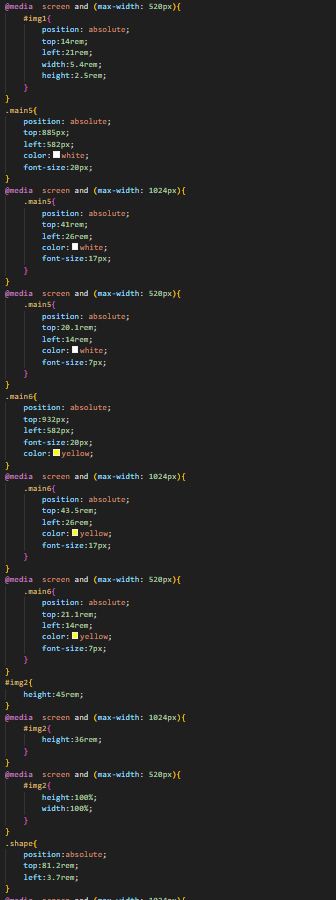 @media  screen and (max-width: 520px){
    #img1{
        position: absolute;
        top:14rem;
        left:21rem;
        width:5.4rem;
        height:2.5rem;
    }
}
.main5{
    position: absolute;
    top:885px;
    left:582px;
    color:white;
    font-size:20px;
}
@media  screen and (max-width: 1024px){
    .main5{
        position: absolute;
        top:41rem;
        left:26rem;
        color:white;
        font-size:17px;
    }
}
@media  screen and (max-width: 520px){
    .main5{
        position: absolute;
        top:20.1rem;
        left:14rem;
        color:white;
        font-size:7px;
    }
}
.main6{
    position: absolute;
    top:932px;
    left:582px;
    font-size:20px;
    color:yellow;
}
@media  screen and (max-width: 1024px){
    .main6{
        position: absolute;
        top:43.5rem;
        left:26rem;
        color:yellow;
        font-size:17px;
    }
}
@media  screen and (max-width: 520px){
    .main6{
        position: absolute;
        top:21.1rem;
        left:14rem;
        color:yellow;
        font-size:7px;
    }
}
#img2{
    height:45rem;
}
@media  screen and (max-width: 1024px){
    #img2{
        height:36rem;
    }
}
@media  screen and (max-width: 520px){
    #img2{
        height:100%;
        width:100%;
    }
}
.shape{
    position:absolute;
    top:81.2rem;
    left:3.7rem;
}